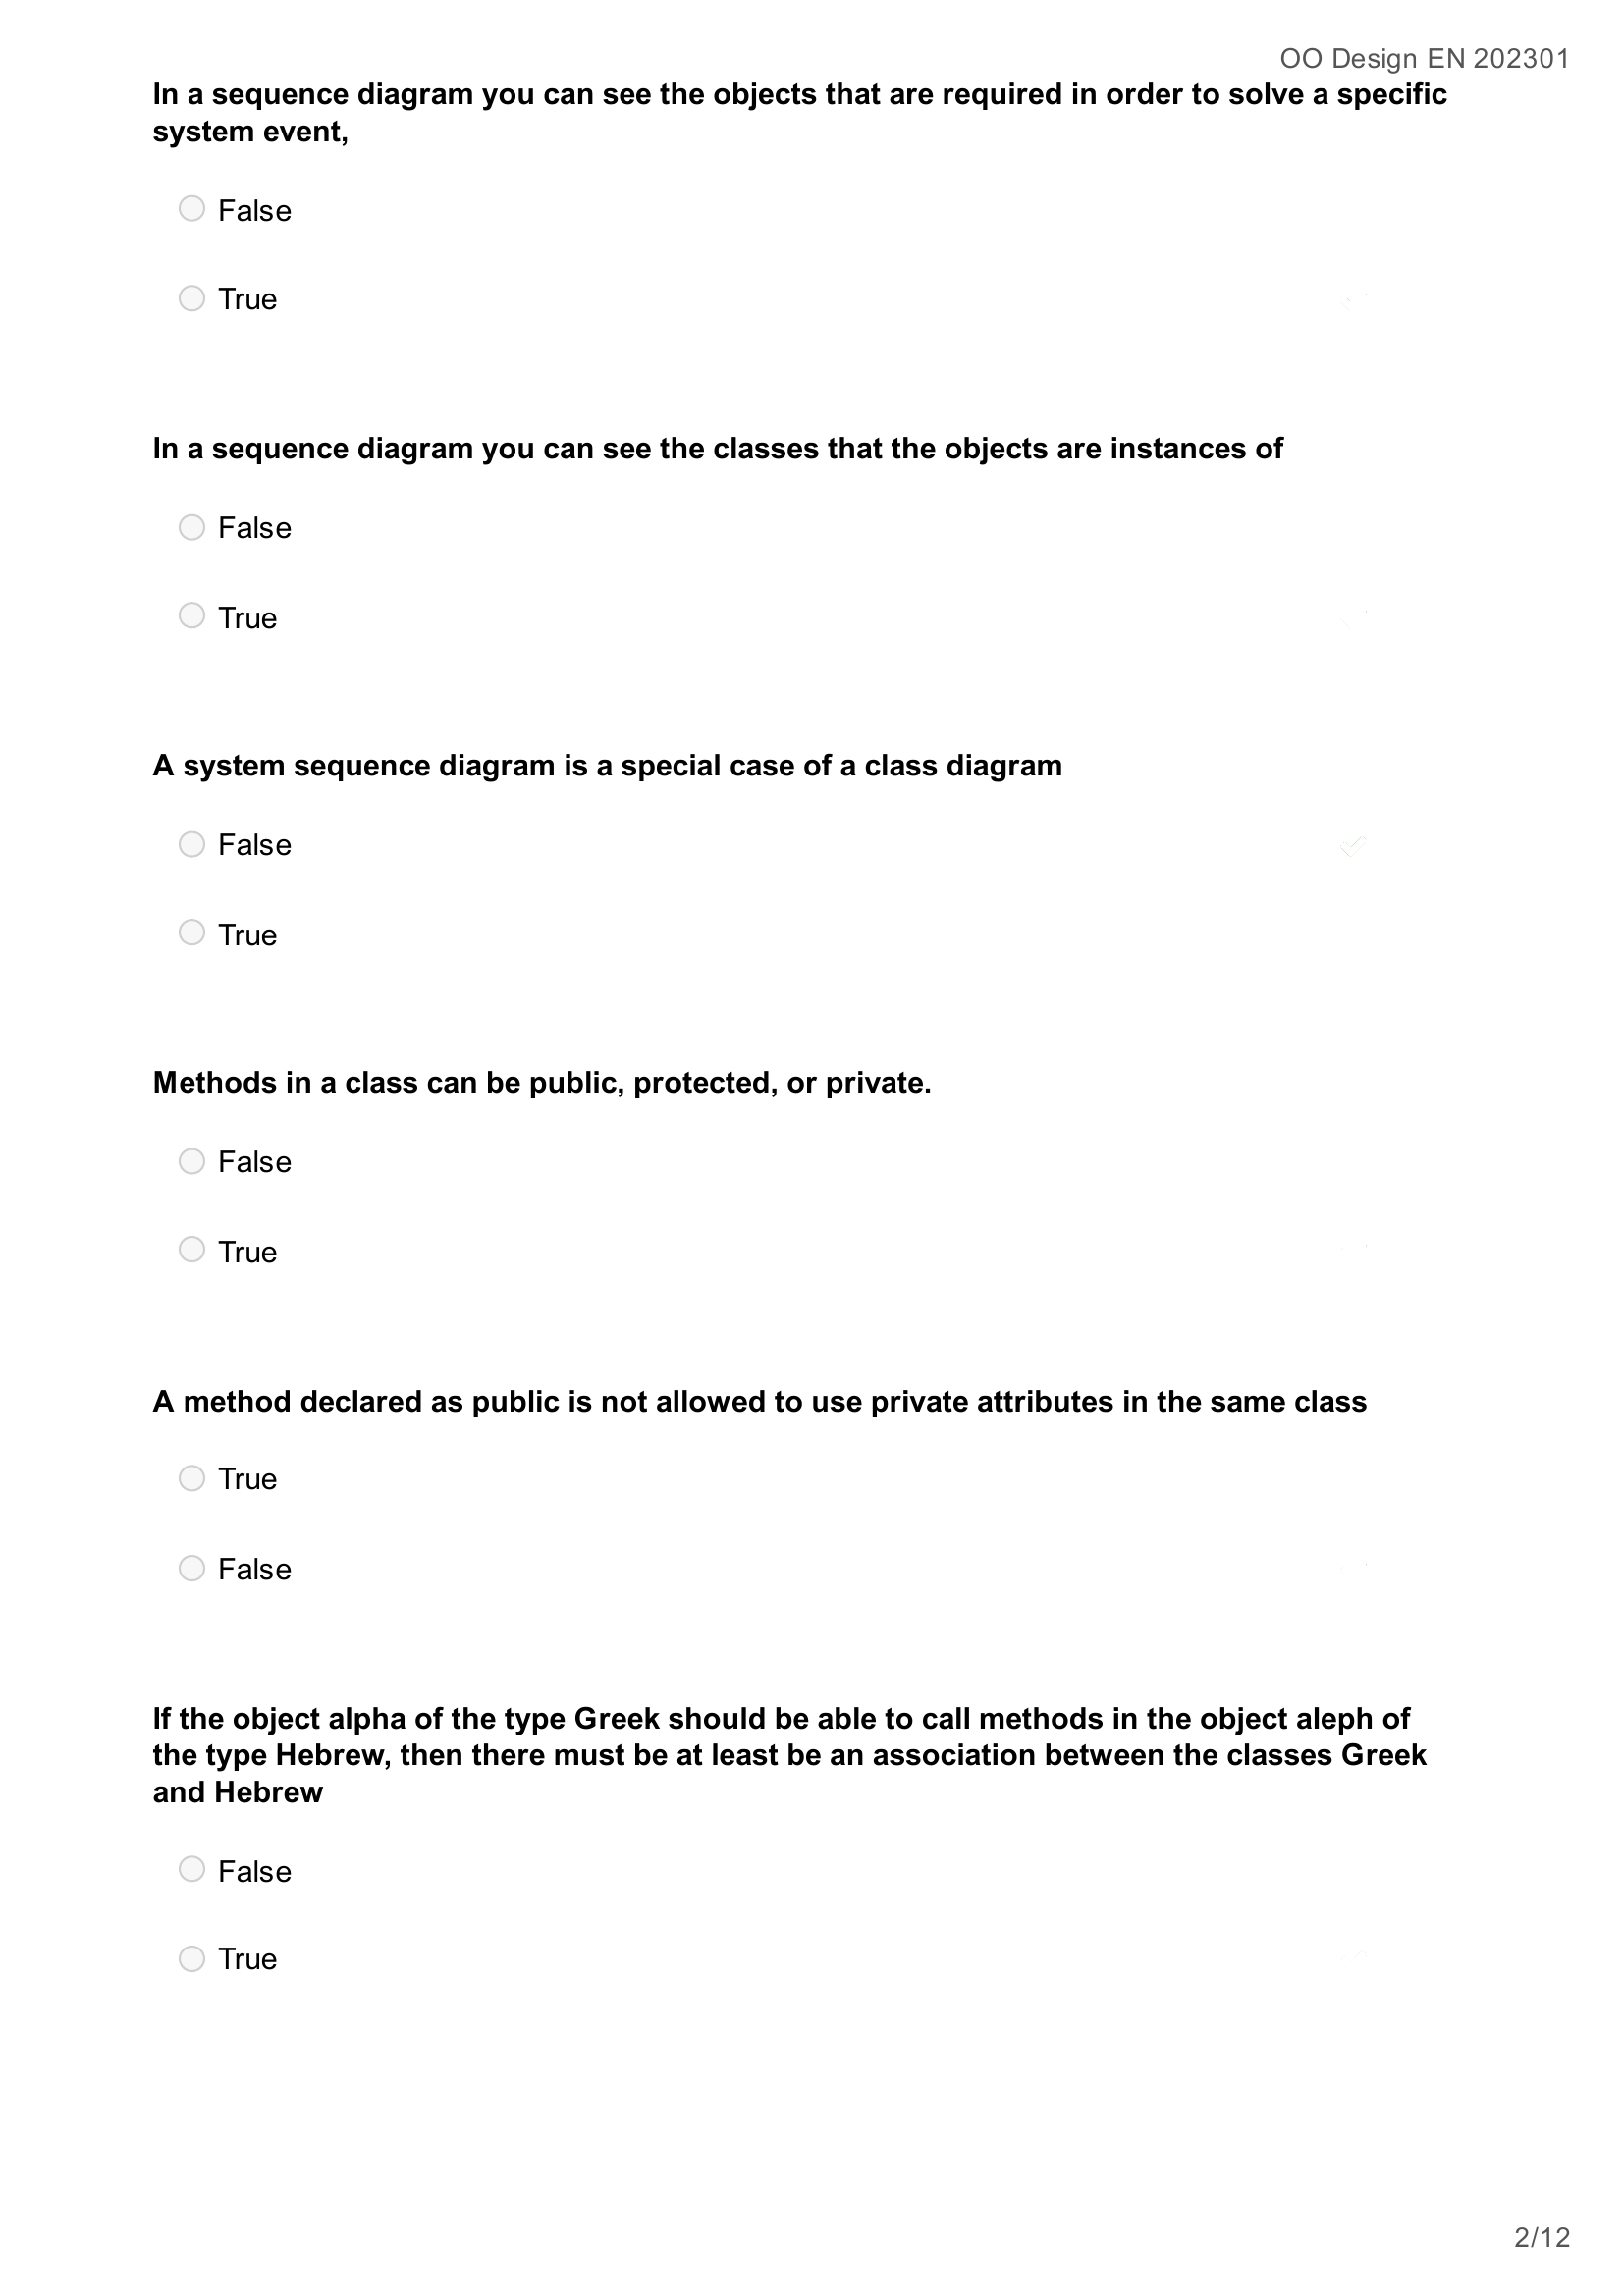 OO Design EN 202301
In a sequence diagram you can see the objects that are required in order to solve a specific
system event,
False
True
In a sequence diagram you can see the classes that the objects are instances of
False
True
A system sequence diagram is a special case of a class diagram
False
True
Methods in a class can be public, protected, or private.
False
True
A method declared as public is not allowed to use private attributes in the same class
True
False
If the object alpha of the type Greek should be able to call methods in the object aleph of
the type Hebrew, then there must be at least be an association between the classes Greek
and Hebrew
False
True
2/12